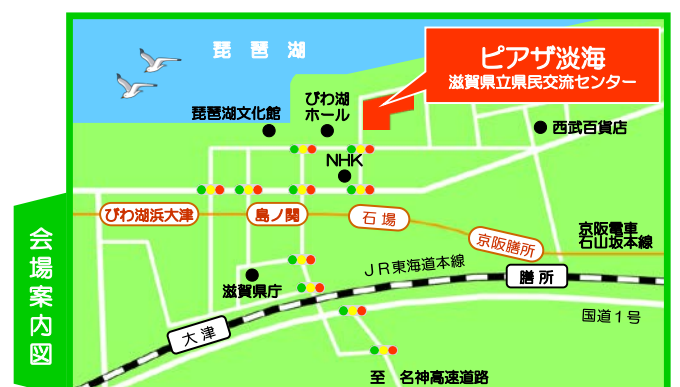 琵琶湖
ピアザ淡海
滋賀県立県民交流センター
琵琶湖文化館
びわ湖
ホール
西武百貨店
NHK
びわ湖浜大津
島ノ関
石場
京阪膳所
京阪電車
石山坂本線
会場案内図
滋賀県庁
JR東海道本線
膳所
大津
国道1号
至 名神高速道路